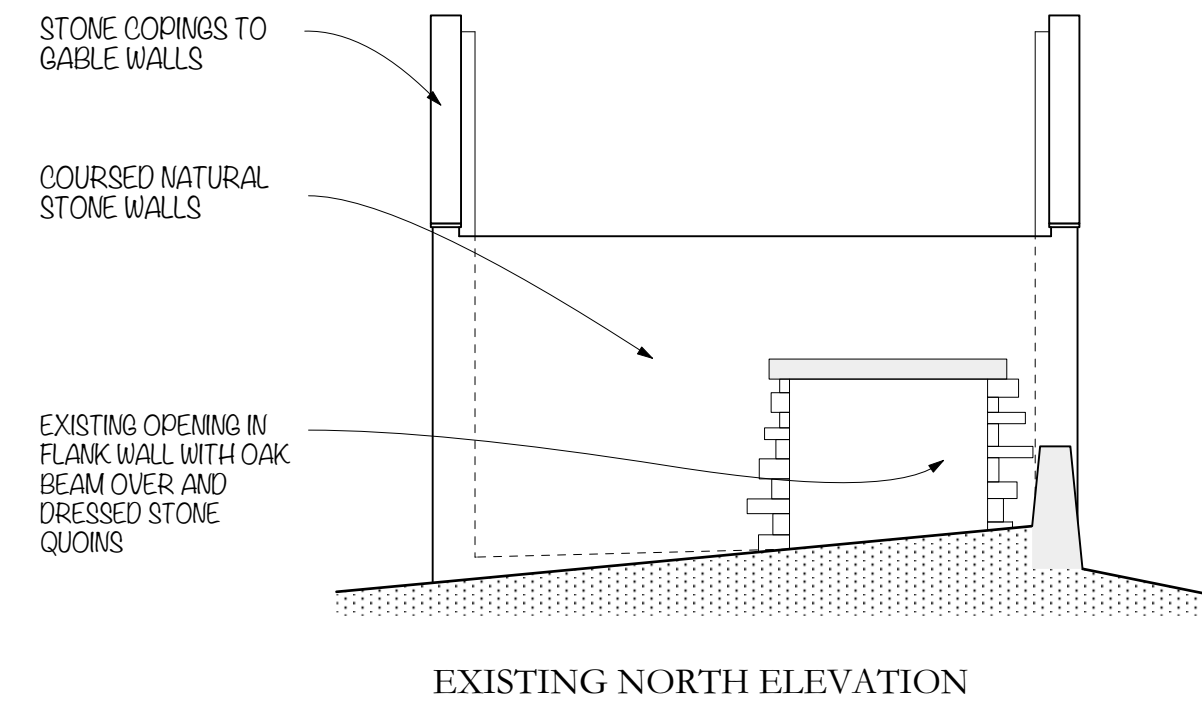 STONE COPINGS TO
GABLE WALLS
COURSED NATURAL
STONE WALLS
EXISTING OPENING IN
FLANK WALL WITH OAK
BEAM OVER AND
DRESSED STONE
QUOINS
EXISTING NORTH ELEVATION